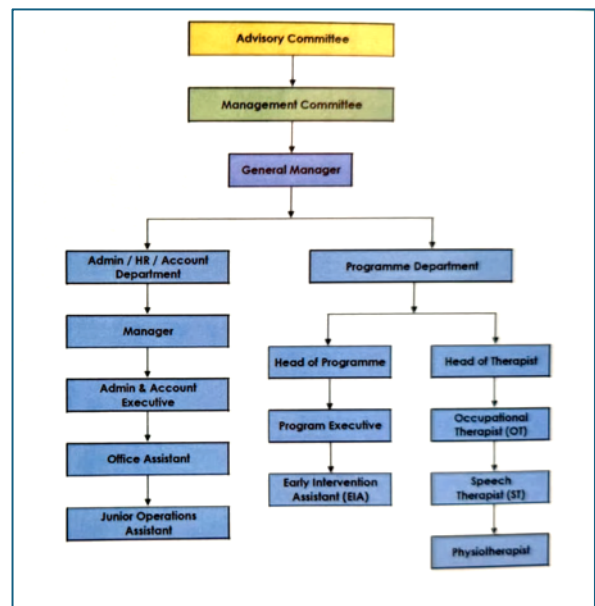 Advisory Committee
Management Committee
General Manager
Admin / HR / Account
Department
Programme Department
Manager
Head of Programme
Head of Therapist
Admin & Account
Executive
Program Executive
Occupational
Therapist (OT)
Office Assistant
Early Intervention
Assistant (EIA)
Speech
Therapist (ST)
Junior Operations
Assistant
Physiotherapist